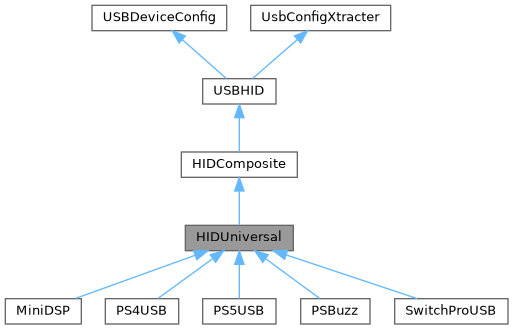 USBDeviceConfig
UsbConfigXtracter
USBHID
HIDComposite
HIDUniversal
MiniDSP
PS4USB
PS5USB
PSBuzz
SwitchProUSB